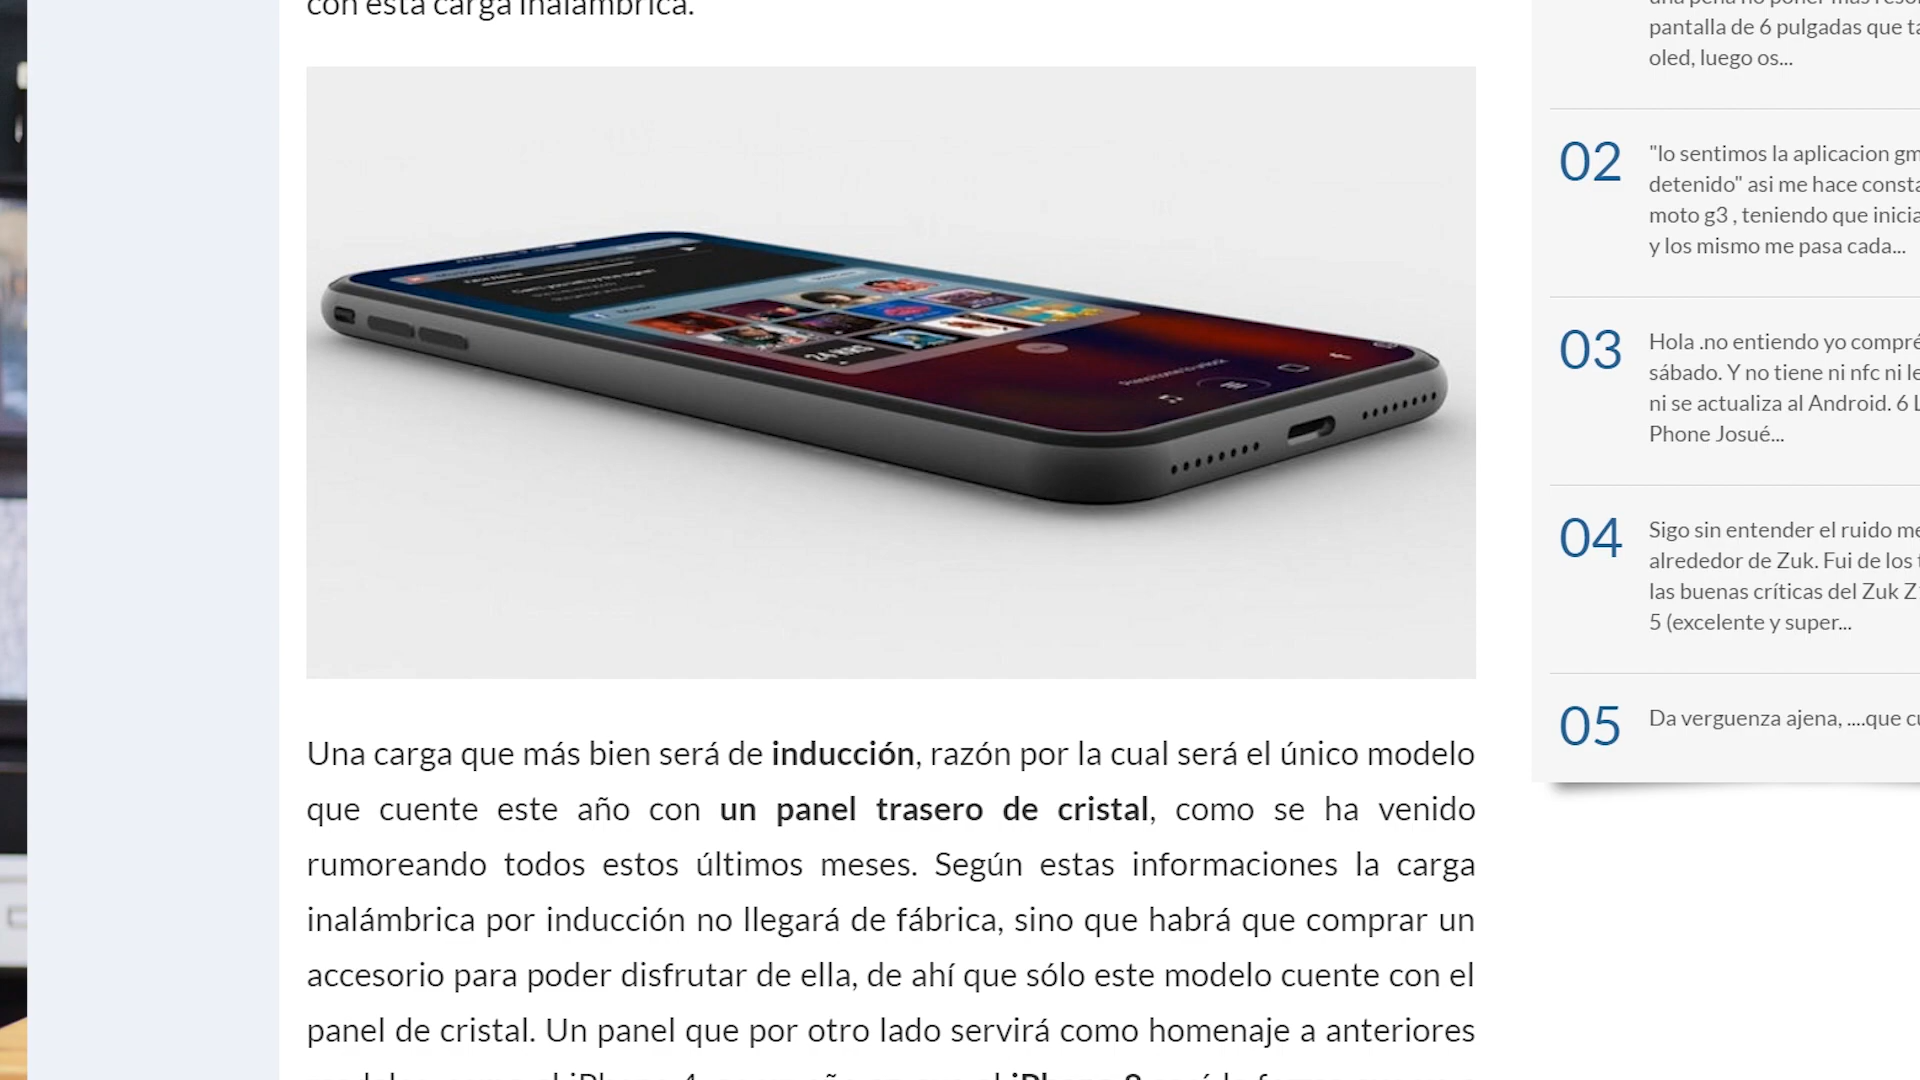 con esta carga inalámbrica.
Una carga que más bien será de inducción, razón por la cual será el único modelo
que cuente este año con un panel trasero de cristal, como se ha venido
rumoreando todos estos últimos meses. Según estas informaciones la carga
inalámbrica por inducción no llegará de fábrica, sino que habrá que comprar un
accesorio para poder disfrutar de ella, de ahí que sólo este modelo cuente con el
panel de cristal. Un panel que por otro lado servirá como homenaje a anteriores
pantalla de 6 pulgadas que
oled, luego os...
02
"lo sentimos la aplicacion
detenido" asi me hace
moto g3 , teniendo que
y los mismo me pasa cada...
03
Hola .no entiendo yo compré
sábado. Y no tiene ni nfc ni
ni se actualiza al Android. 6
Phone Josué...
04
Sigo sin entender el ruido
alrededor de Zuk. Fui de los
las buenas críticas del Zuk
5 (excelente y super...
05
Da verguenza ajena, ....que